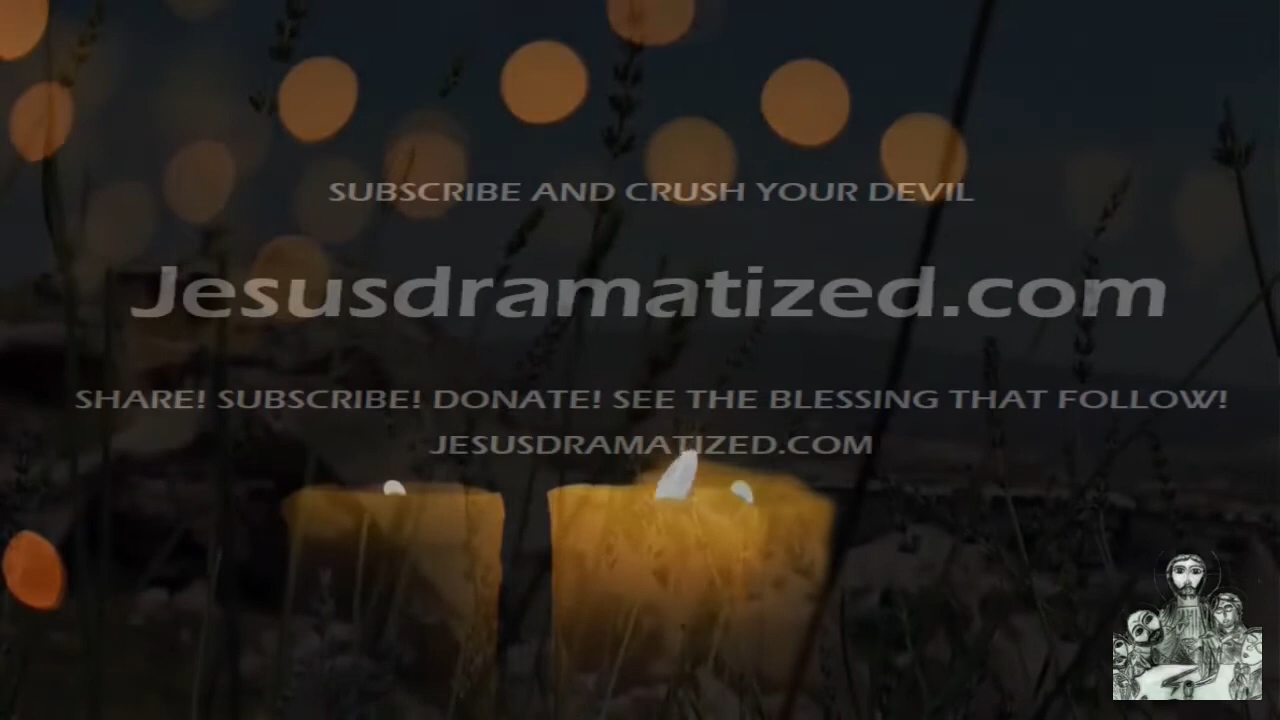 SUBSCRIBE AND CRUSH YOUR DEVIL
Jesusdramatized.com
SHARE! SUBSCRIBE! DONATE! SEE THE BLESSING THAT FOLLOW!
JESUSDRAMATIZED.COM